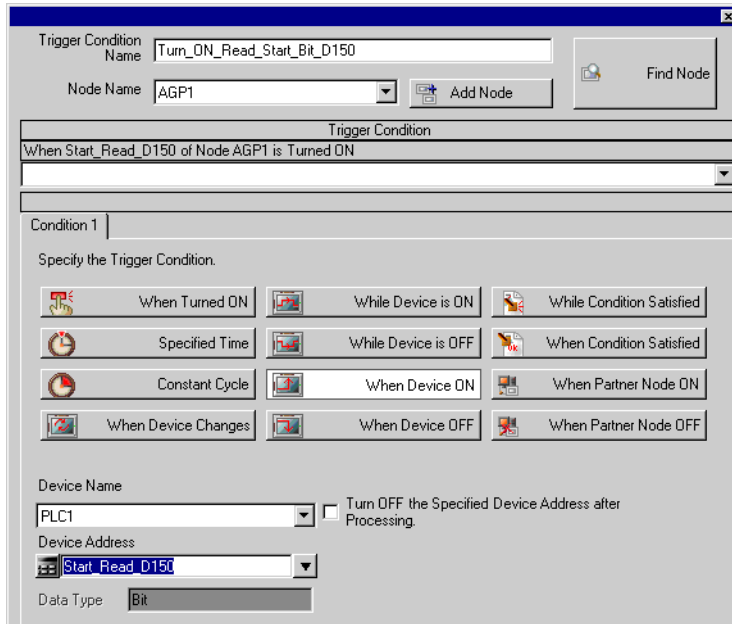 Trigger Condition
Name
Turn_ON_Read_Start_Bit_D150
Find Node
Node Name
AGP1
Add Node
Trigger Condition
When Start_Read_D150 of Node AGP1 is Turned ON
Condition 1
Specify the Trigger Condition.
When Turned ON
While Device is ON
While Condition Satisfied
Specified Time
While Device is OFF
When Condition Satisfied
Constant Cycle
When Device ON
When Partner Node ON
When Device Changes
When Device OFF
When Partner Node OFF
Device Name
PLC1
Turn OFF the Specified Device Address after
Processing.
Device Address
Start_Read_D150
Data Type
Bit